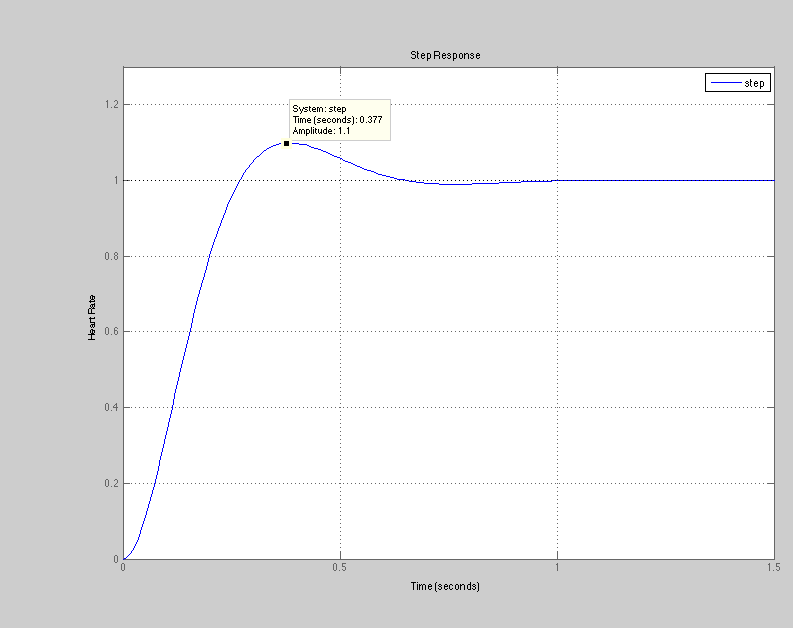 Step Response
step
System: step
Time (seconds): 0.377
Amplitude: 1.1
1.2
1
0.8
0.6
0.4
0.2
0
Heart Rate
0
0.5
1
1.5
Time (seconds)